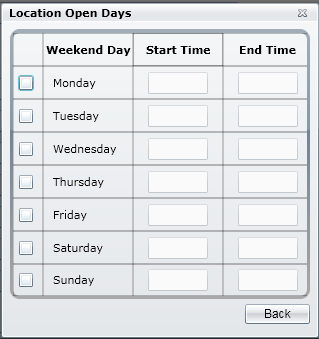 Location Open Days
Weekend Day Start Time End Time
Monday
Tuesday
Wednesday
Thursday
Friday
Saturday
Sunday
Back